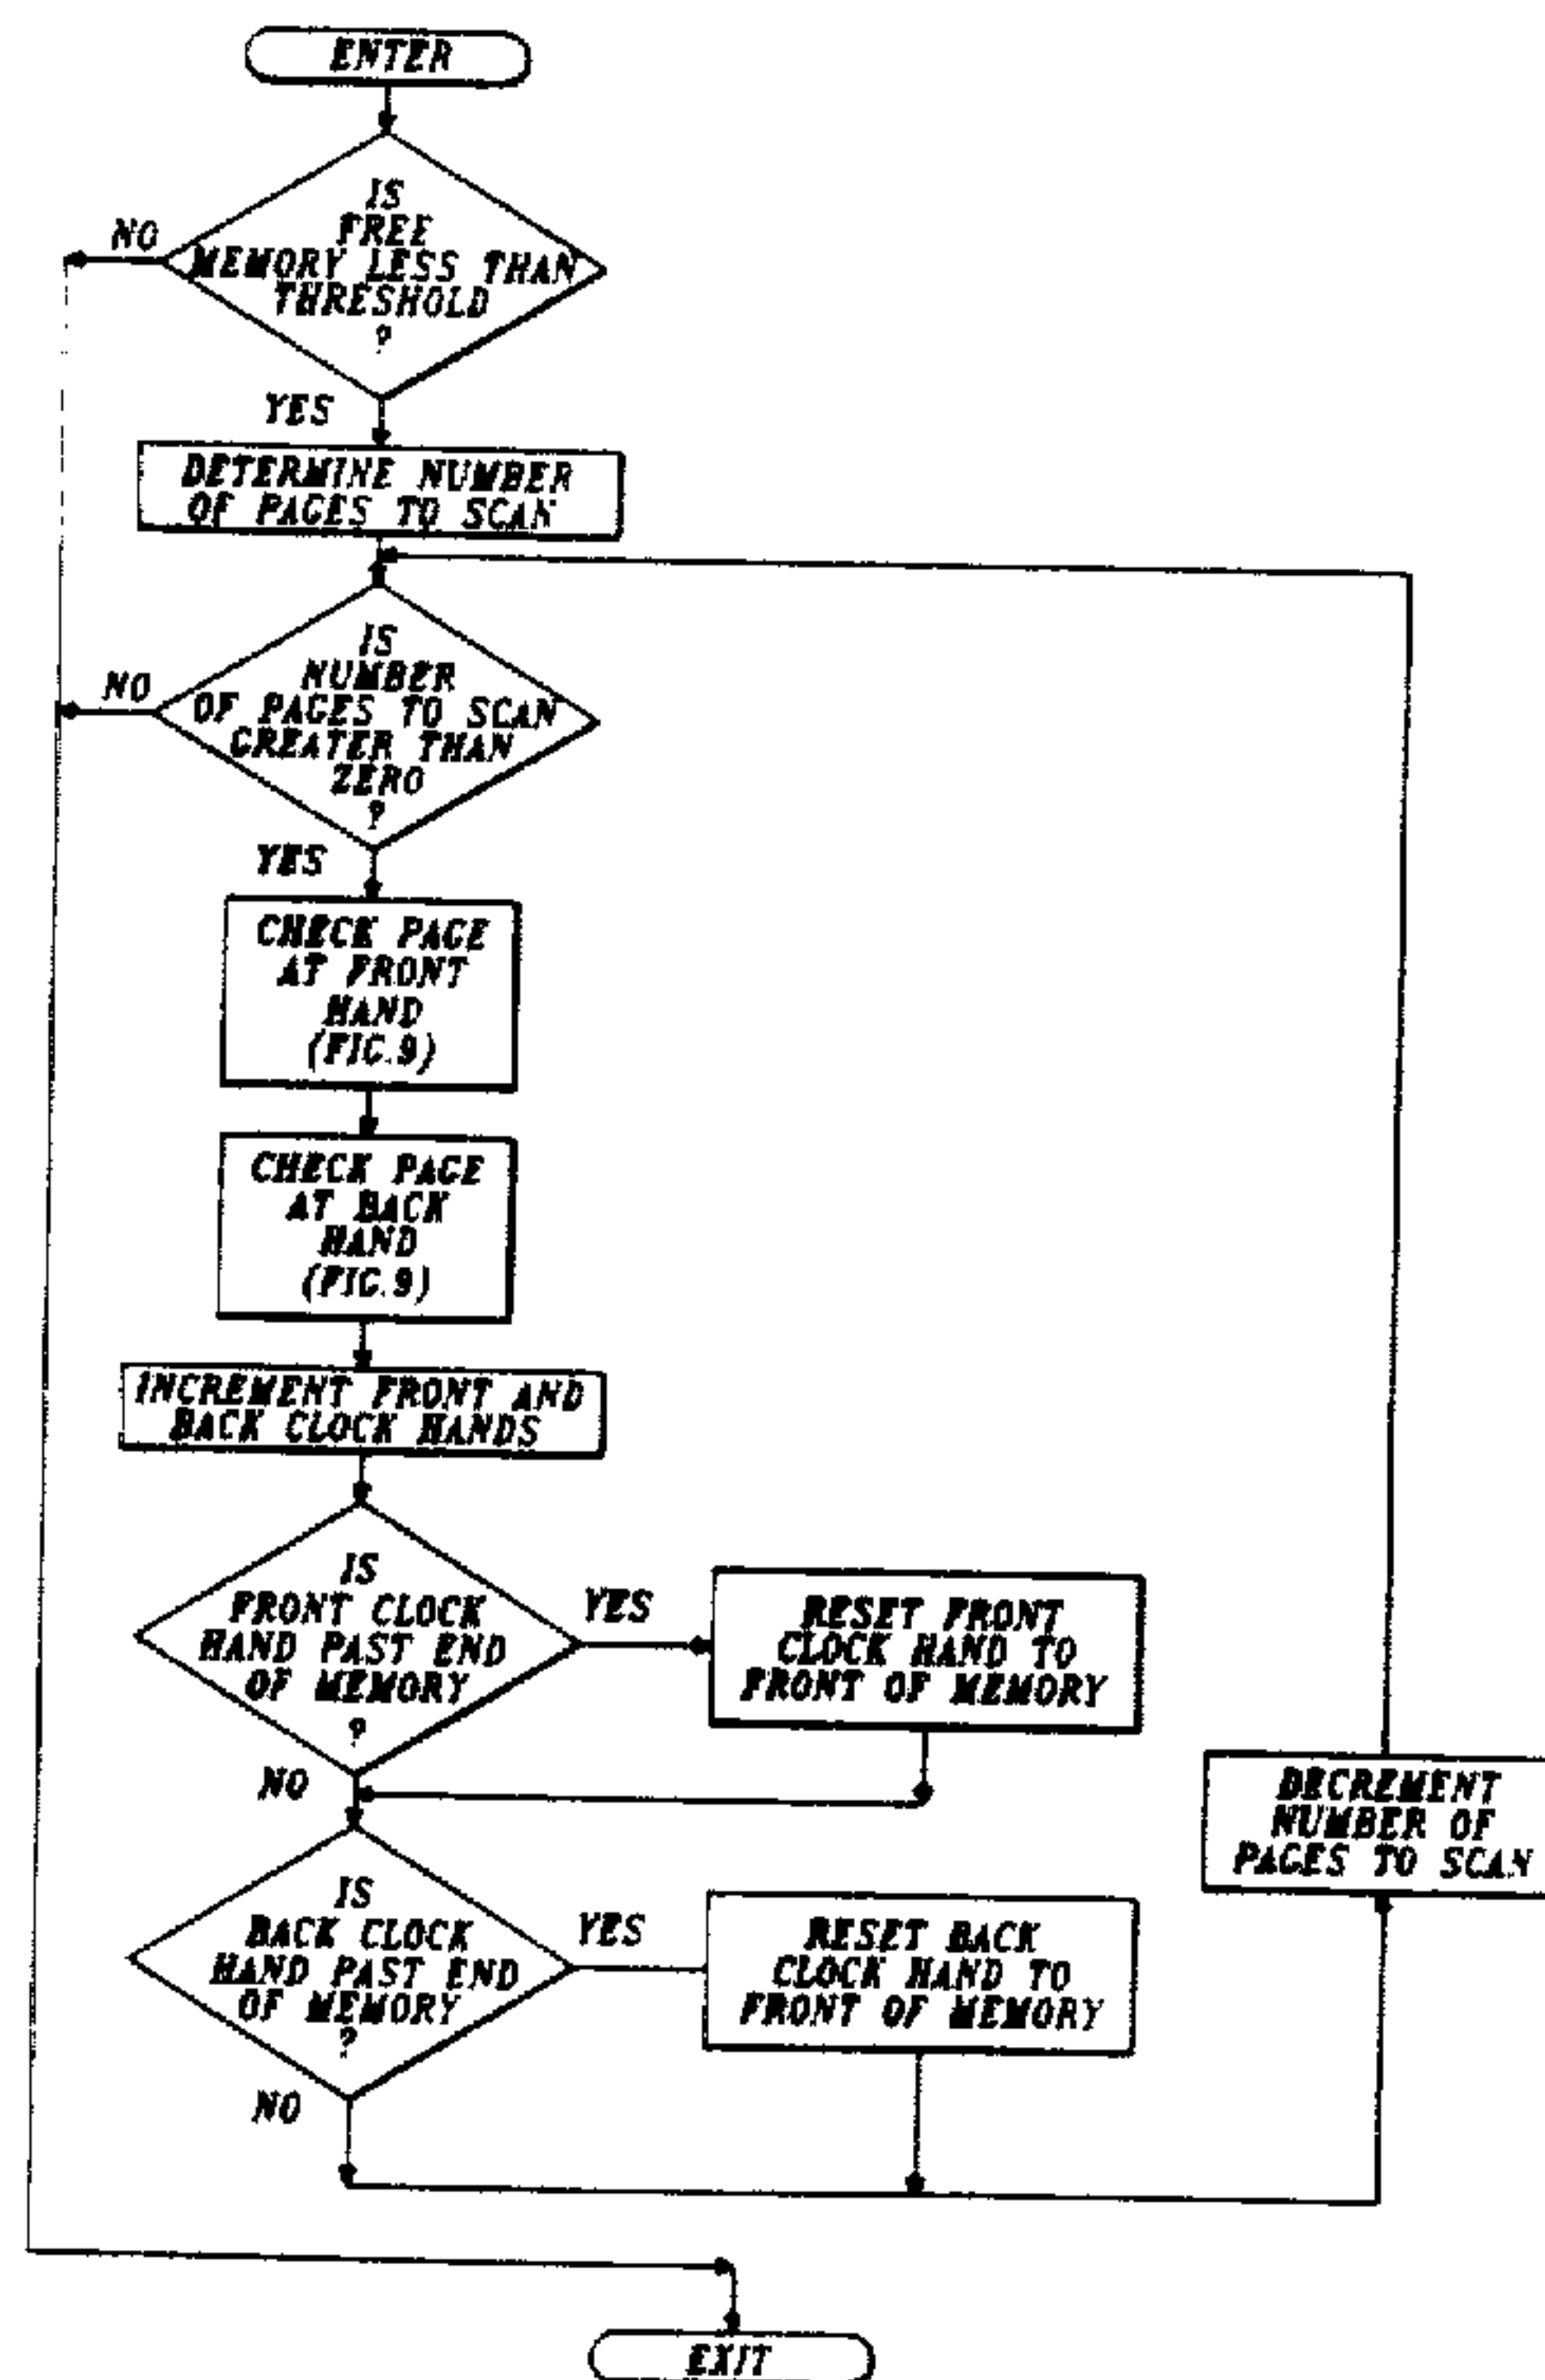 ENTER
IS
FREE
MEMORY LESS THAN
THRESHOLD
?
NO
YES
DETERMINE NUMBER
OF PAGES TO SCAN
IS
NUMBER
OF PAGES TO SCAN
GREATER THAN
ZERO
?
NO
YES
CHECK PAGE
AT FRONT
HAND
(FIG.9)
CHECK PAGE
AT BACK
HAND
(FIG.9)
INCREMENT FRONT AND
BACK CLOCK HANDS
IS
FRONT CLOCK
HAND PAST END
OF MEMORY
?
YES
RESET FRONT
CLOCK HAND TO
FRONT OF MEMORY
NO
DECREMENT
NUMBER OF
PAGES TO SCAN
IS
BACK CLOCK
HAND PAST END
OF MEMORY
?
YES
RESET BACK
CLOCK HAND TO
FRONT OF MEMORY
NO
EXIT